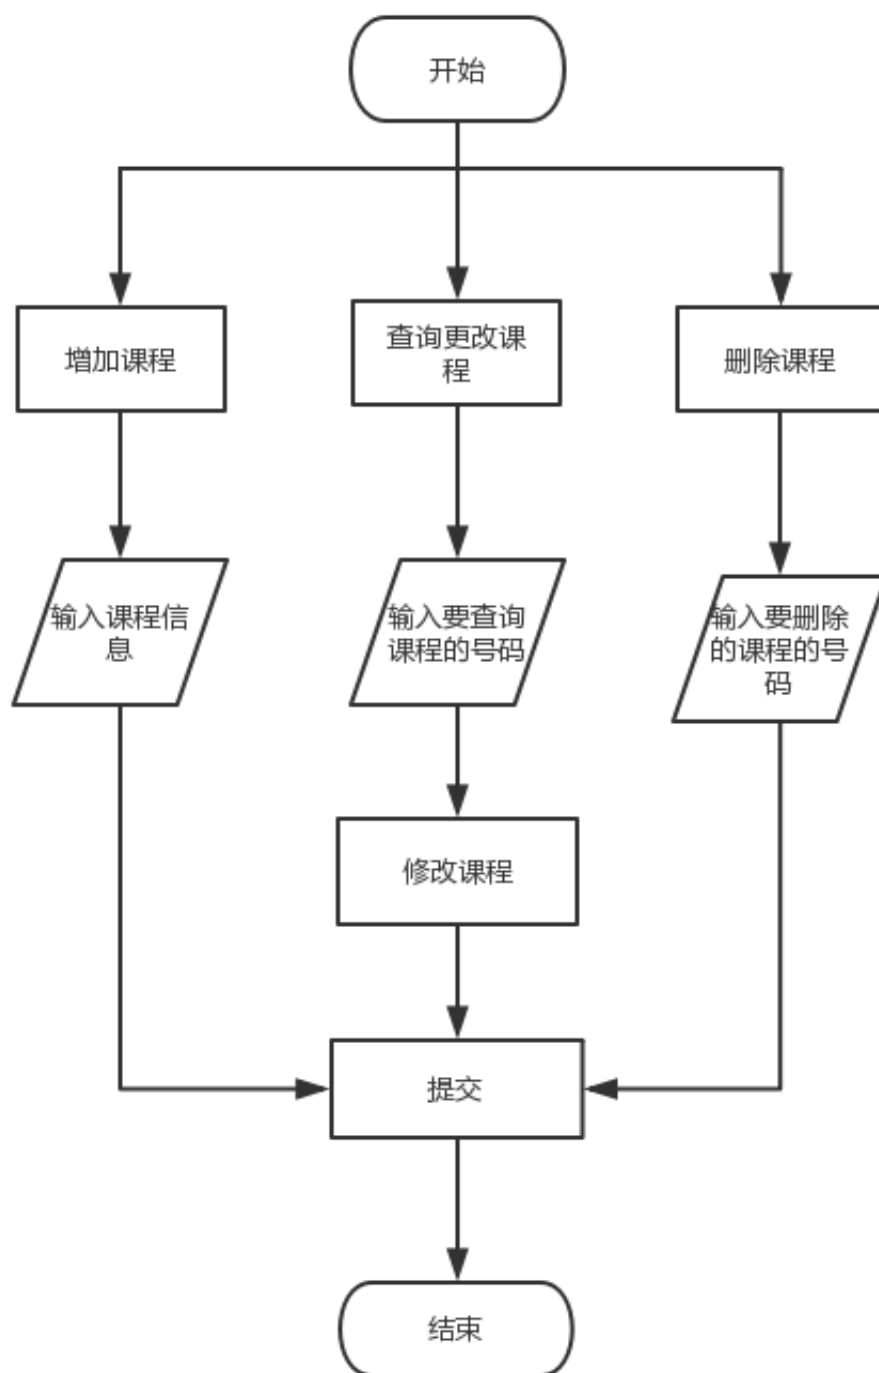 开始
增加课程
查询更改课
程
删除课程
输入课程信
息
输入要查询
课程的号码
输入要删除
的课程的号
码
修改课程
提交
结束